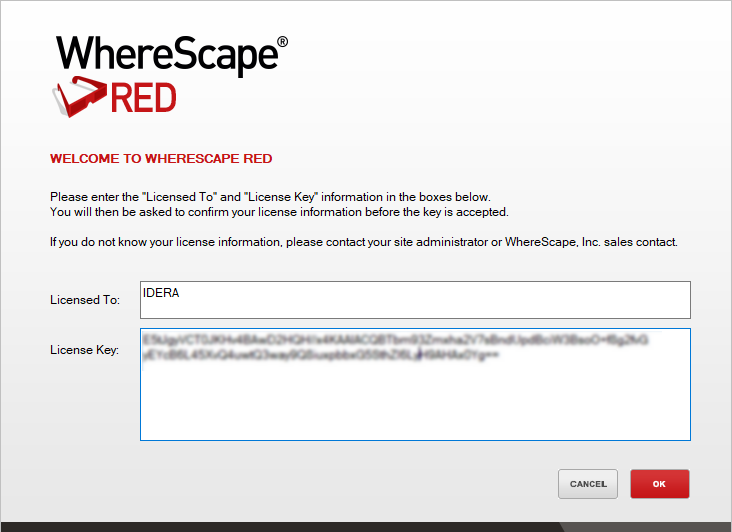 WhereScape®
RED
WELCOME TO WHERESCAPE RED
Please enter the "Licensed To" and "License Key" information in the boxes below.
You will then be asked to confirm your license information before the key is accepted.
If you do not know your license information, please contact your site administrator or WhereScape, Inc. sales contact.
Licensed To:
IDERA
License Key:
CANCEL
OK